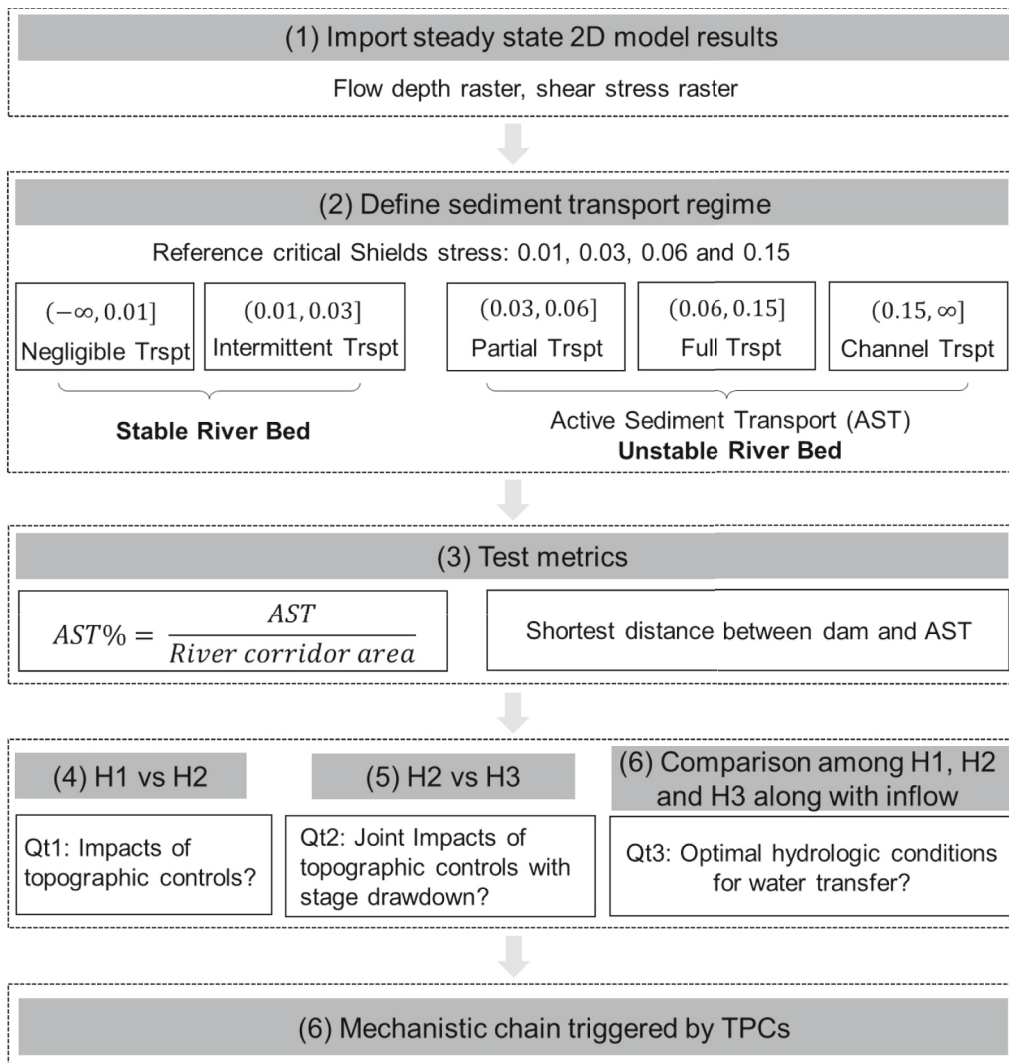 (1) Import steady state 2D model results
Flow depth raster, shear stress raster
(2) Define sediment transport regime
Reference critical Shields stress: 0.01, 0.03, 0.06 and 0.15
(−∞, 0.01]
Negligible Trspt
(0.01, 0.03]
Intermittent Trspt
(0.03, 0.06]
Partial Trspt
(0.06, 0.15]
Full Trspt
(0.15, ∞]
Channel Trspt
Stable River Bed
Active Sediment Transport (AST)
Unstable River Bed
(3) Test metrics
AST% = AST / River corridor area
Shortest distance between dam and AST
(4) H1 vs H2
Qt1: Impacts of
topographic controls?
(5) H2 vs H3
Qt2: Joint Impacts of
topographic controls with
stage drawdown?
(6) Comparison among H1, H2
and H3 along with inflow
Qt3: Optimal hydrologic conditions
for water transfer?
(6) Mechanistic chain triggered by TPCs